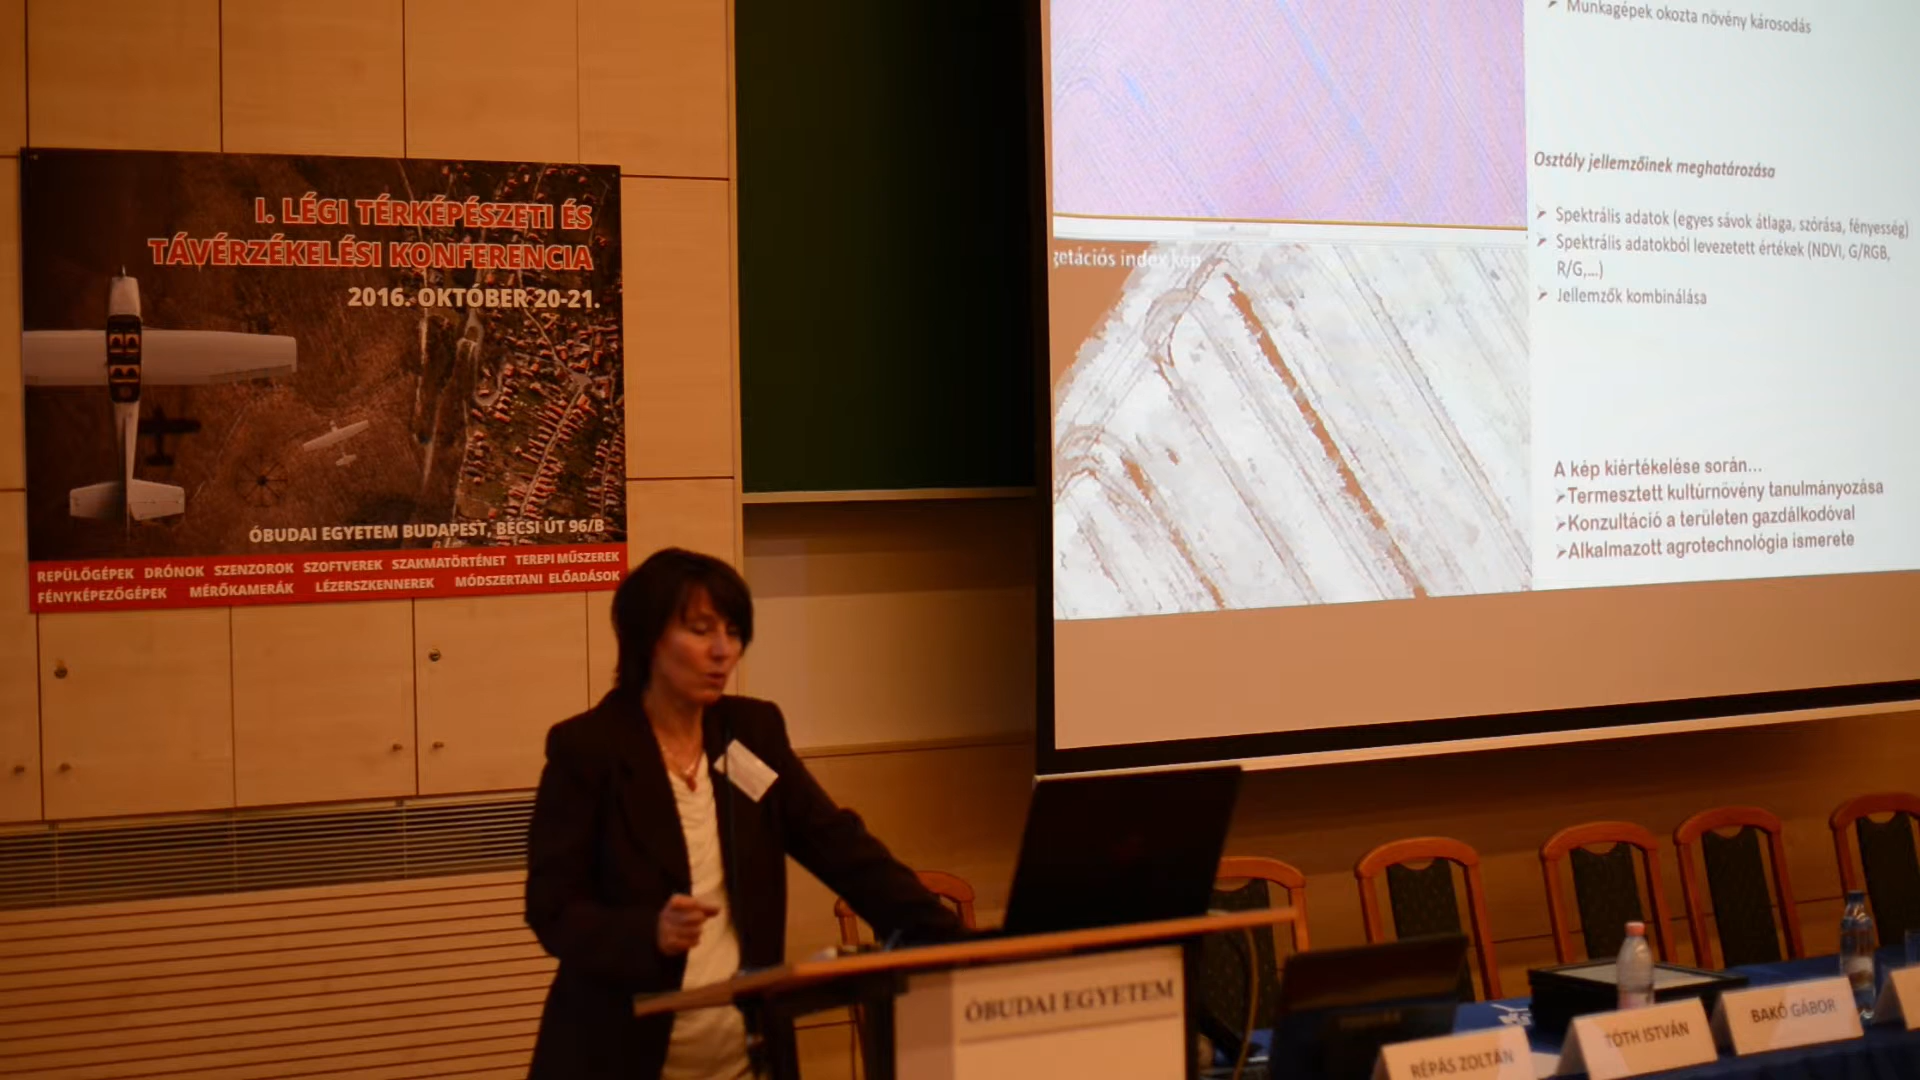 I. LÉGI TÉRKÉPÉSZETI ÉS
TÁVÉRZÉKELÉSI KONFERENCIA
2016. OKTÓBER 20-21.
ÓBUDAI EGYETEM BUDAPEST, BÉCSI ÚT 96/B
REPÜLŐGÉPEK DRÓNOK SZENZOROK SZOFTVEREK SZAKMATÖRTÉNET TEREPI MŰSZEREK
FÉNYKÉPEZŐGÉPEK MÉRŐKAMERÁK LÉZERSZKENNEREK MÓDSZERTANI ELŐADÁSOK
Munkagépek okozta növény károsodás
Osztály jellemzőinek meghatározása
Spektrális adatok (egyes sávok átlaga, szórása, fényesség)
Spektrális adatokból levezetett értékek (NDVI, G/RGB,
R/G,...)
Jellemzők kombinálása
getációs index kép
A kép kiértékelése során...
Termesztett kultúrnövény tanulmányozása
Konzultáció a területen gazdálkodóval
Alkalmazott agrotechnológia ismerete
ÓBUDAI EGYETEM
RÉPÁS ZOLTÁN
TÓTH ISTVÁN
BAKÓ GÁBOR